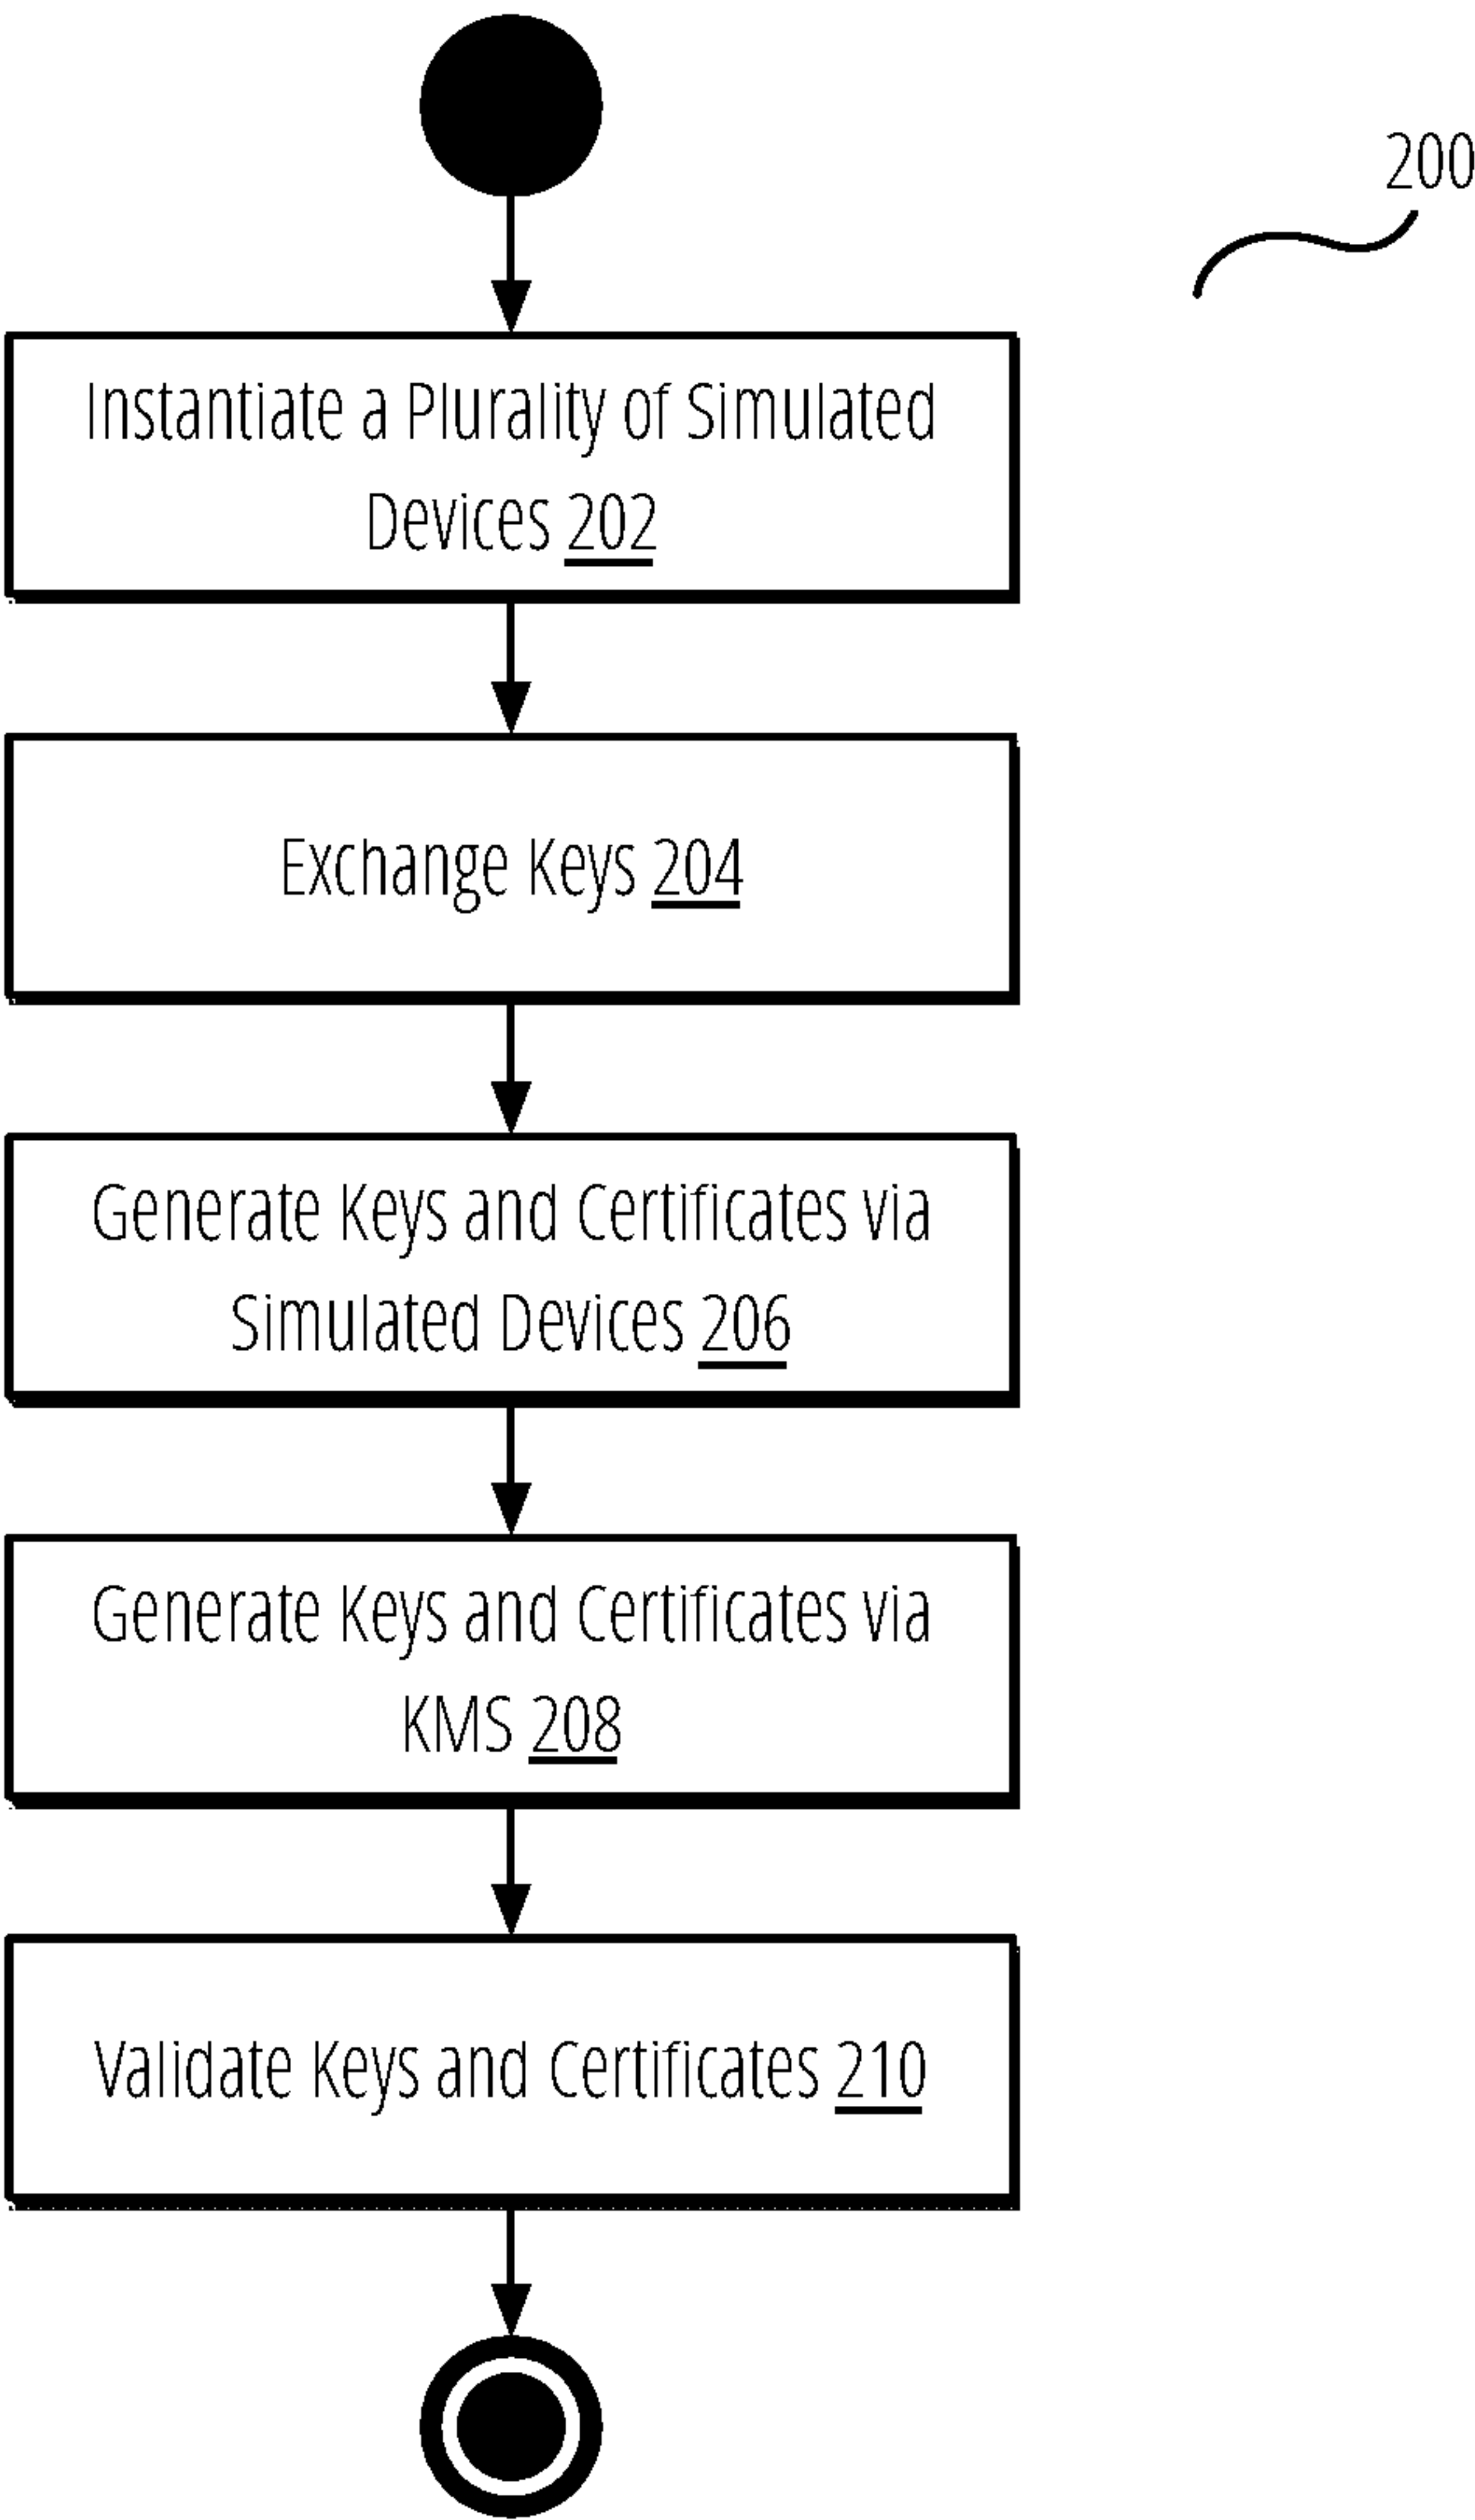 200
Instantiate a Plurality of Simulated
Devices 202
Exchange Keys 204
Generate Keys and Certificates via
Simulated Devices 206
Generate Keys and Certificates via
KMS 208
Validate Keys and Certificates 210